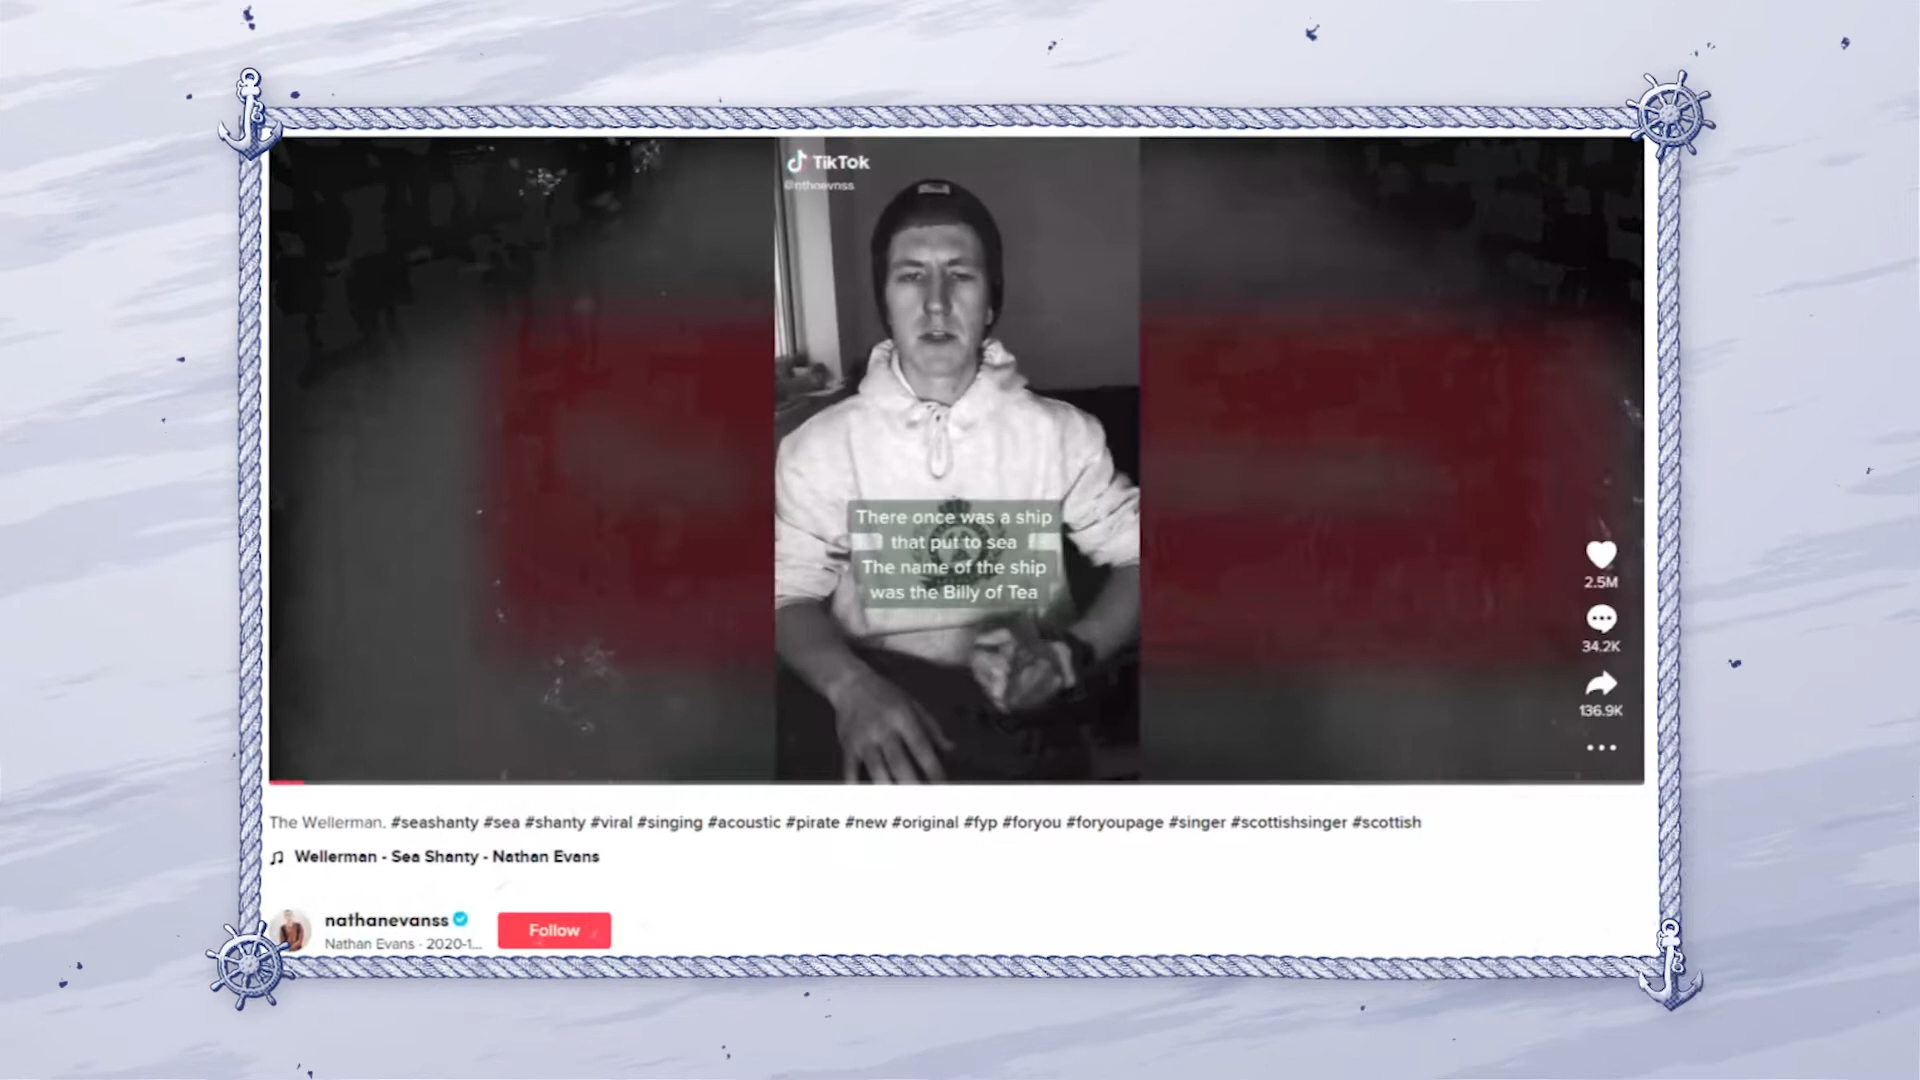 TikTok
@nthnevnss
There once was a ship
that put to sea
The name of the ship
was the Billy of Tea
2.5M
34.2K
136.9K
The Wellerman. #seashanty #sea #shanty #viral #singing #acoustic #pirate #new #original #fyp #foryou #foryoupage #singer #scottishsinger #scottish
Wellerman - Sea Shanty - Nathan Evans
nathanevanss
Nathan Evans · 2020-1...
Follow